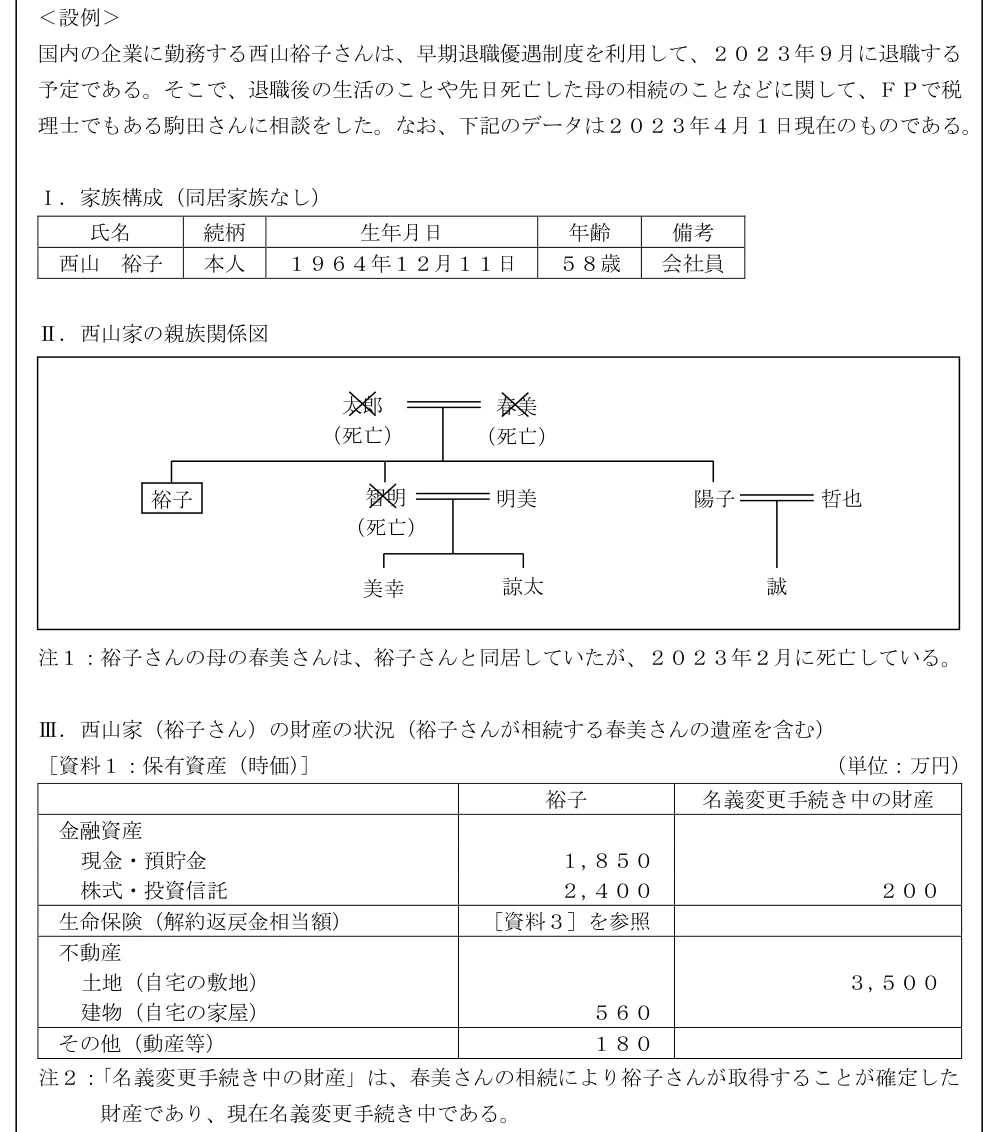 ＜設例＞
国内の企業に勤務する西山裕子さんは、早期退職優遇制度を利用して、２０２３年９月に退職する
予定である。そこで、退職後の生活のことや先日死亡した母の相続のことなどに関して、ＦＰで税
理士でもある駒田さんに相談をした。なお、下記のデータは２０２３年４月１日現在のものである。
Ⅰ．家族構成（同居家族なし）
氏名 続柄 生年月日 年齢 備考
西山　裕子 本人 １９６４年１２月１１日 ５８歳 会社員
Ⅱ．西山家の親族関係図
太郎 春美
（死亡） （死亡）
裕子 智明 明美 陽子 哲也
（死亡）
美幸 諒太 誠
注１：裕子さんの母の春美さんは、裕子さんと同居していたが、２０２３年２月に死亡している。
Ⅲ．西山家（裕子さん）の財産の状況（裕子さんが相続する春美さんの遺産を含む）
［資料１：保有資産（時価）］ （単位：万円）
裕子 名義変更手続き中の財産
金融資産
現金・預貯金 １，８５０
株式・投資信託 ２，４００ ２００
生命保険（解約返戻金相当額） ［資料３］を参照
不動産
土地（自宅の敷地） ３，５００
建物（自宅の家屋） ５６０
その他（動産等） １８０
注２：「名義変更手続き中の財産」は、春美さんの相続により裕子さんが取得することが確定した
財産であり、現在名義変更手続き中である。